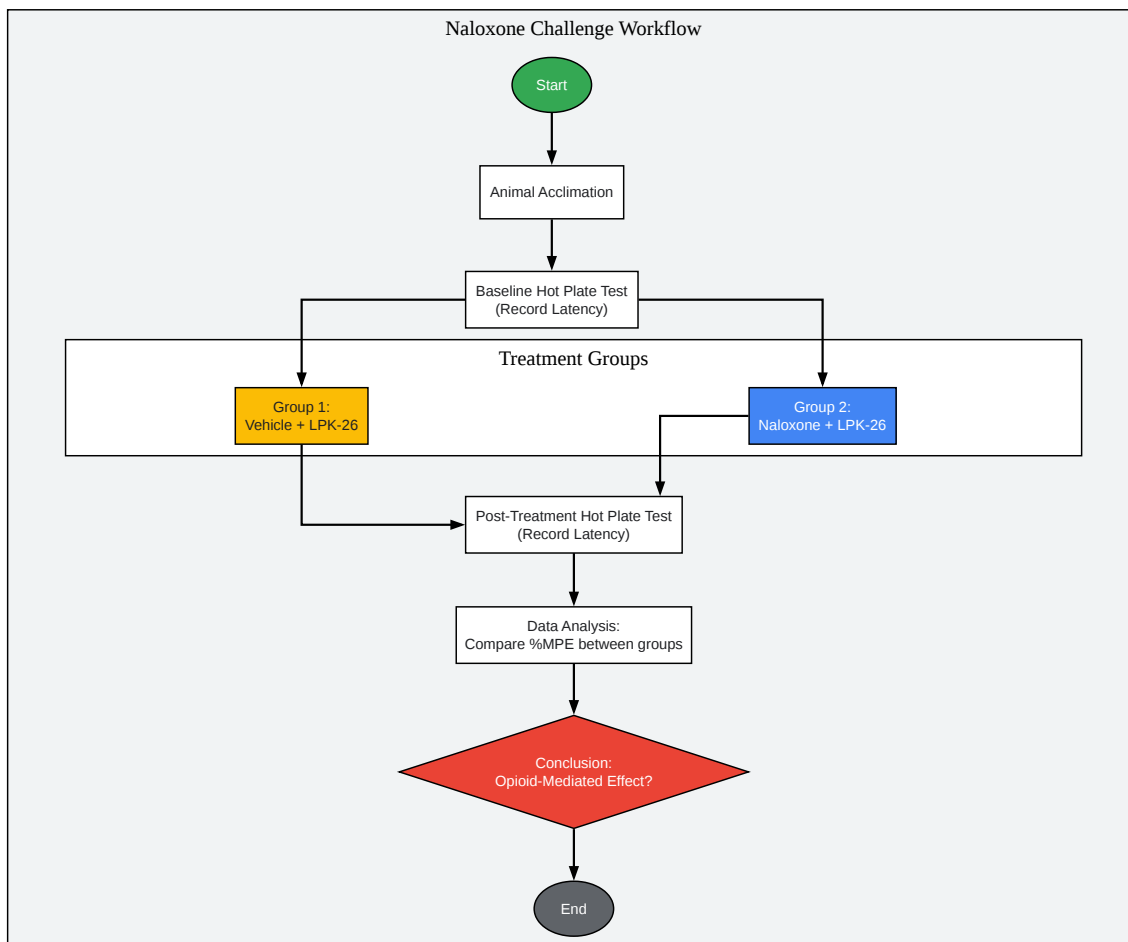 Naloxone Challenge Workflow
Start
Animal Acclimation
Baseline Hot Plate Test
(Record Latency)
Treatment Groups
Group 1:
Vehicle + LPK-26
Group 2:
Naloxone + LPK-26
Post-Treatment Hot Plate Test
(Record Latency)
Data Analysis:
Compare %MPE between groups
Conclusion:
Opioid-Mediated Effect?
End